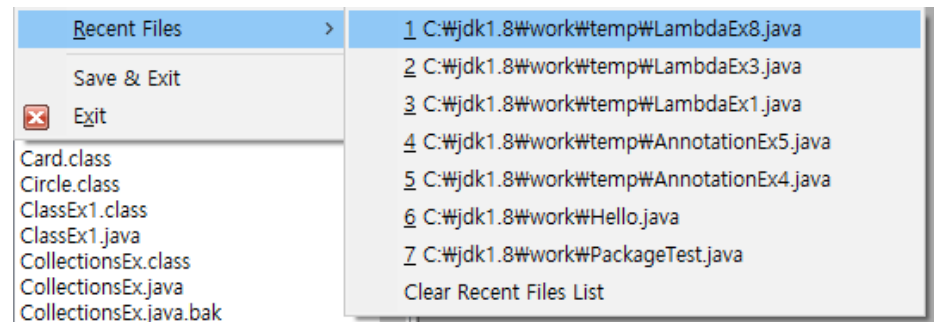 Recent Files >
Save & Exit
Exit
Card.class
Circle.class
ClassEx1.class
ClassEx1.java
CollectionsEx.class
CollectionsEx.java
CollectionsEx.java.bak
1 C:₩jdk1.8₩work₩temp₩LambdaEx8.java
2 C:₩jdk1.8₩work₩temp₩LambdaEx3.java
3 C:₩jdk1.8₩work₩temp₩LambdaEx1.java
4 C:₩jdk1.8₩work₩temp₩AnnotationEx5.java
5 C:₩jdk1.8₩work₩temp₩AnnotationEx4.java
6 C:₩jdk1.8₩work₩Hello.java
7 C:₩jdk1.8₩work₩PackageTest.java
Clear Recent Files List